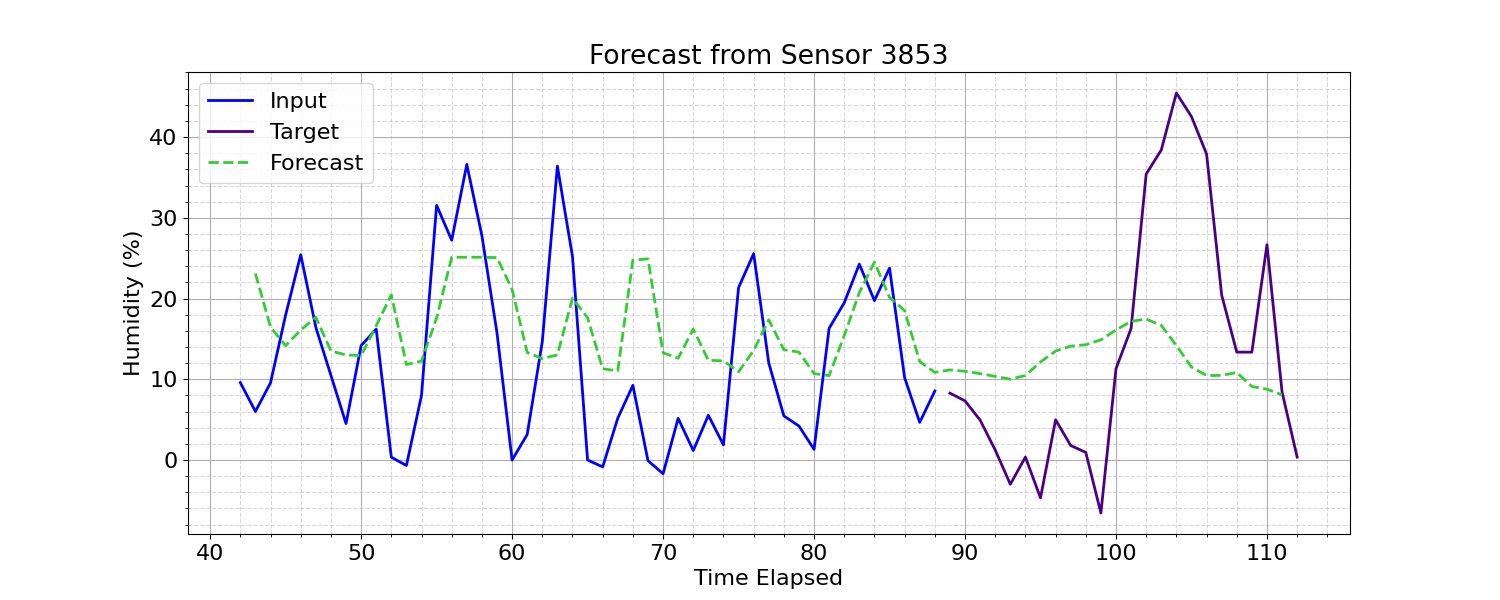 Forecast from Sensor 3853
Input
Target
Forecast
Humidity (%)
40
30
20
10
0
40 50 60 70 80 90 100 110
Time Elapsed